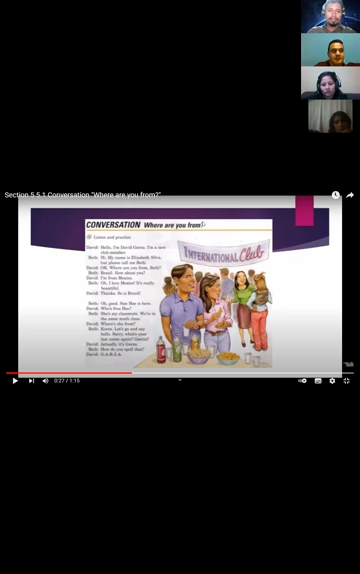 Section 5.5.1 Conversation "Where are you from?"
CONVERSATION Where are you from?
Listen and practice.
David: Hello, I'm David Garza. I'm a new
club member.
Beth: Hi. My name is Elizabeth Silva,
but please call me Beth.
David: OK. Where are you from, Beth?
Beth: Brazil. How about you?
David: I'm from Mexico.
Beth: Oh, I love Mexico! It's really
beautiful.
David: Thanks. So is Brazil!
Beth: Oh, good. Sun Hee is here.
David: Who's Sun Hee?
Beth: She's my classmate. We're in
the same math class.
David: Where's she from?
Beth: Korea. Let's go and say
hello. Sorry, what's your
last name again? Garcia?
David: Actually, it's Garza.
Beth: How do you spell that?
David: G-A-R-Z-A.
INTERNATIONAL Club
0:27 / 1:15